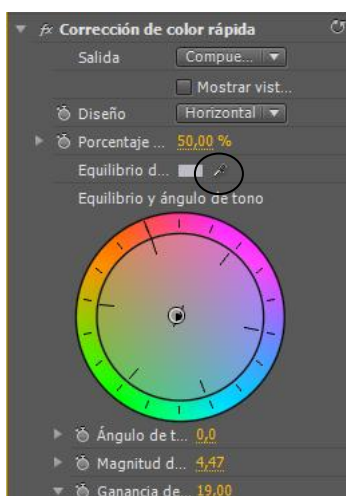 fx Corrección de color rápida
Salida Compue...
Mostrar vist...
Diseño Horizontal
Porcentaje ... 50,00 %
Equilibrio d...
Equilibrio y ángulo de tono
Ángulo de t... 0,0
Magnitud d... 4,47
Ganancia de... 19,00